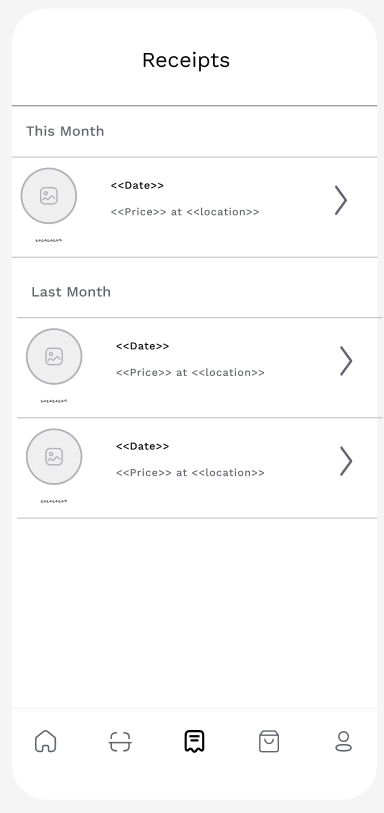 Receipts
This Month
<<Date>>
<<Price>> at <<location>>
Last Month
<<Date>>
<<Price>> at <<location>>
<<Date>>
<<Price>> at <<location>>